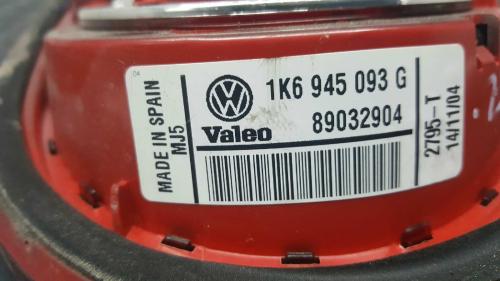 MADE IN SPAIN
MJ5
1K6 945 093 G
Valeo
89032904
2795-T
14/11/04